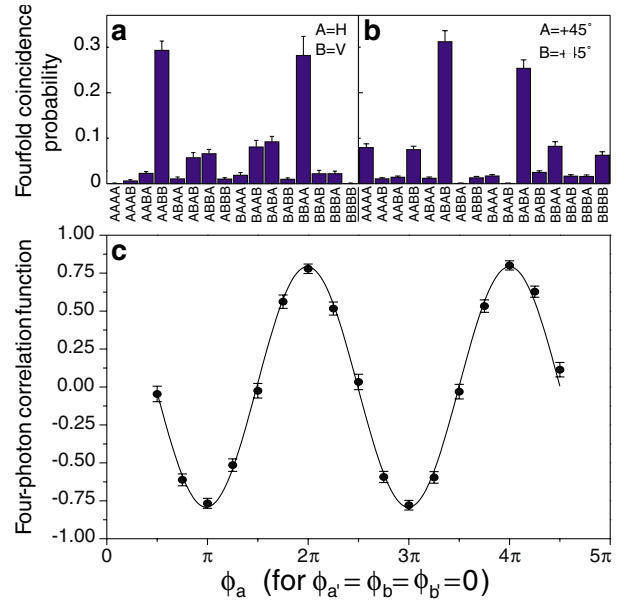 a
A=H
B=V
b
A=+45°
B=+45°
Fourfold coincidence
probability
0.3
0.2
0.1
0
AAAA AAAB AABA AABB ABAA ABAB ABBA ABBB BAAA BAAB BABA BABB BBAA BBAB BBBA BBBB
AAAA AAAB AABA AABB ABAA ABAB ABBA ABBB BAAA BAAB BABA BABB BBAA BBAB BBBA BBBB
c
Four-photon correlation function
1.00
0.75
0.50
0.25
0.00
-0.25
-0.50
-0.75
-1.00
0 π 2π 3π 4π 5π
ϕa (for ϕa'= ϕb= ϕb'=0)